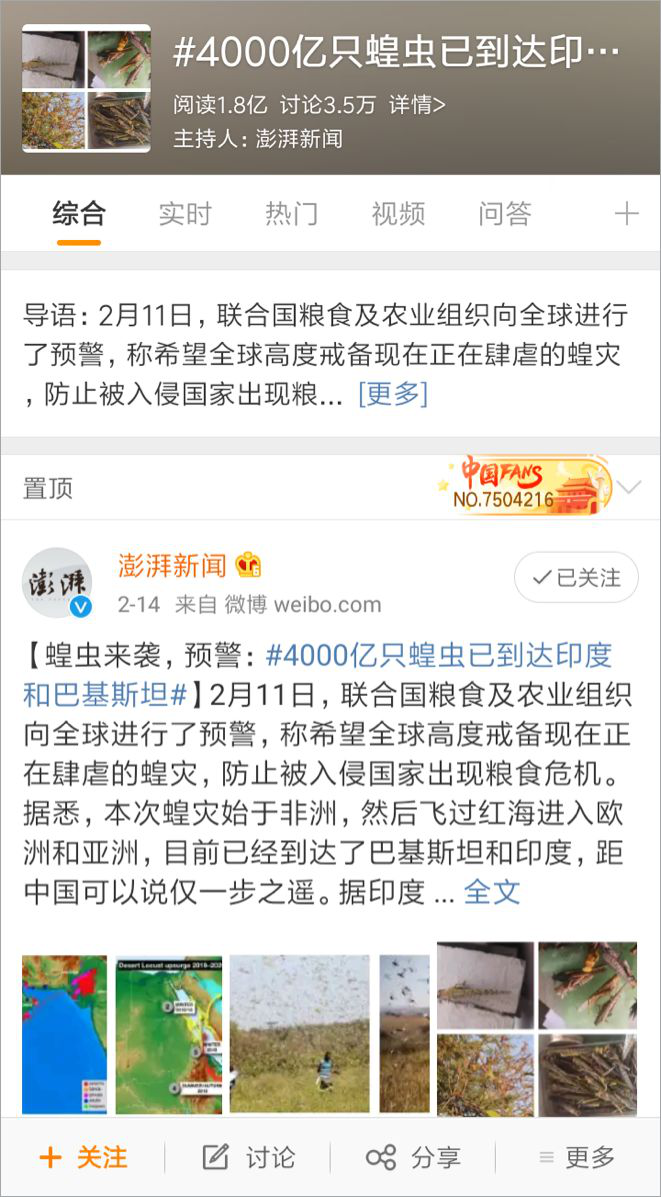 #4000亿只蝗虫已到达印…
阅读1.8亿 讨论3.5万 详情>
主持人：澎湃新闻
综合 实时 热门 视频 问答
导语：2月11日，联合国粮食及农业组织向全球进行
了预警，称希望全球高度戒备现在正在肆虐的蝗灾
，防止被入侵国家出现粮... [更多]
置顶
中国FANS
NO.7504216
澎湃
澎湃新闻
已关注
2-14 来自 微博 weibo.com
【蝗虫来袭，预警：#4000亿只蝗虫已到达印度
和巴基斯坦#】2月11日，联合国粮食及农业组织
向全球进行了预警，称希望全球高度戒备现在正
在肆虐的蝗灾，防止被入侵国家出现粮食危机。
据悉，本次蝗灾始于非洲，然后飞过红海进入欧
洲和亚洲，目前已经到达了巴基斯坦和印度，距
中国可以说仅一步之遥。据印度 ... 全文
Desert Locust upsurge 2018–202
关注 讨论 分享 更多